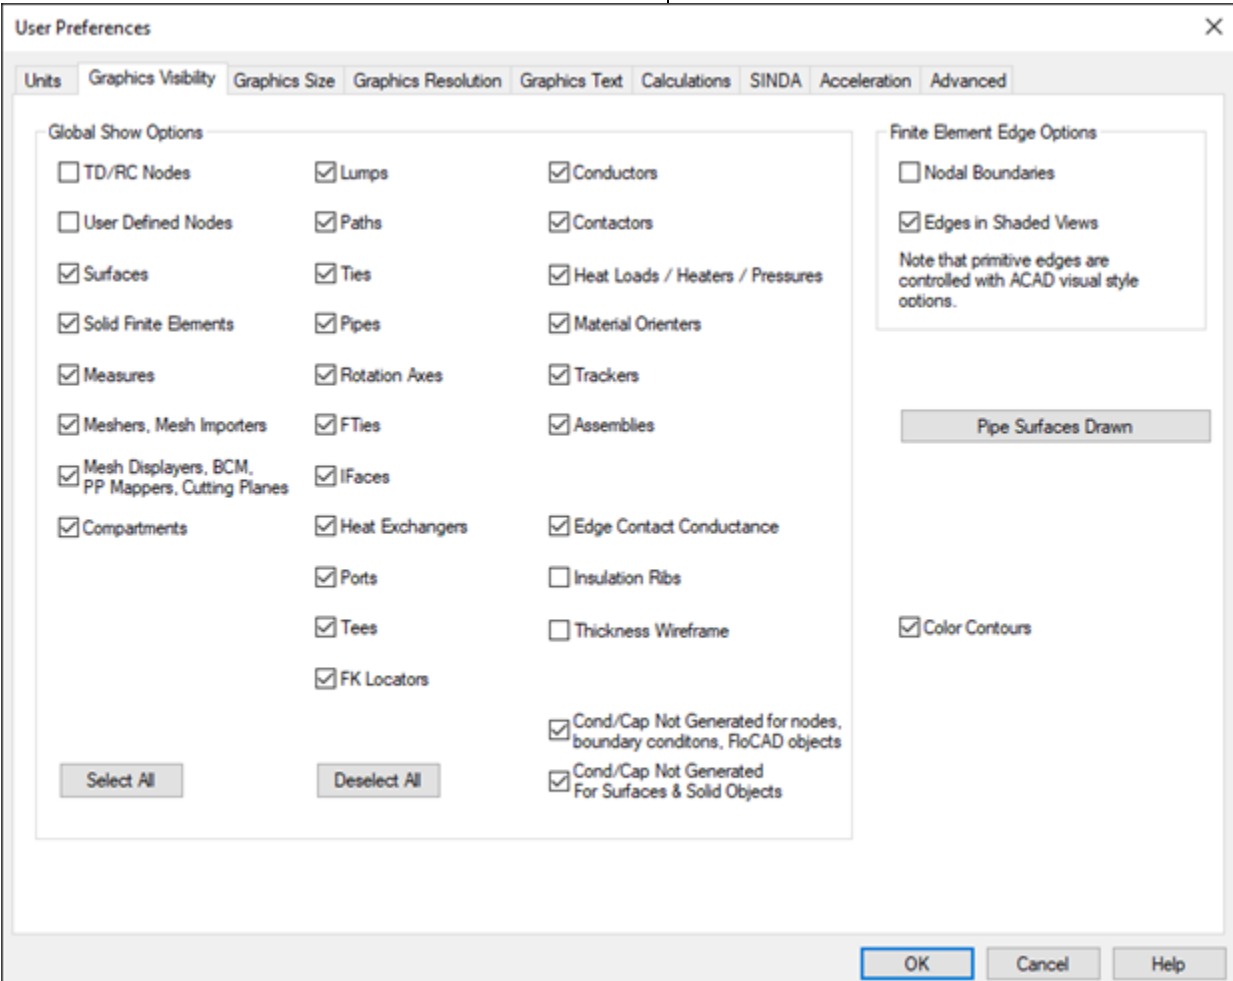 User Preferences
Units Graphics Visibility Graphics Size Graphics Resolution Graphics Text Calculations SINDA Acceleration Advanced
Global Show Options
TD/RC Nodes
User Defined Nodes
Surfaces
Solid Finite Elements
Measures
Meshers, Mesh Importers
Mesh Displayers, BCM,
PP Mappers, Cutting Planes
Compartments
Select All
Lumps
Paths
Ties
Pipes
Rotation Axes
FTies
IFaces
Heat Exchangers
Ports
Tees
FK Locators
Deselect All
Conductors
Contactors
Heat Loads / Heaters / Pressures
Material Orienters
Trackers
Assemblies
Edge Contact Conductance
Insulation Ribs
Thickness Wireframe
Cond/Cap Not Generated for nodes,
boundary conditons, FloCAD objects
Cond/Cap Not Generated
For Surfaces & Solid Objects
Finite Element Edge Options
Nodal Boundaries
Edges in Shaded Views
Note that primitive edges are
controlled with ACAD visual style
options.
Pipe Surfaces Drawn
Color Contours
OK Cancel Help